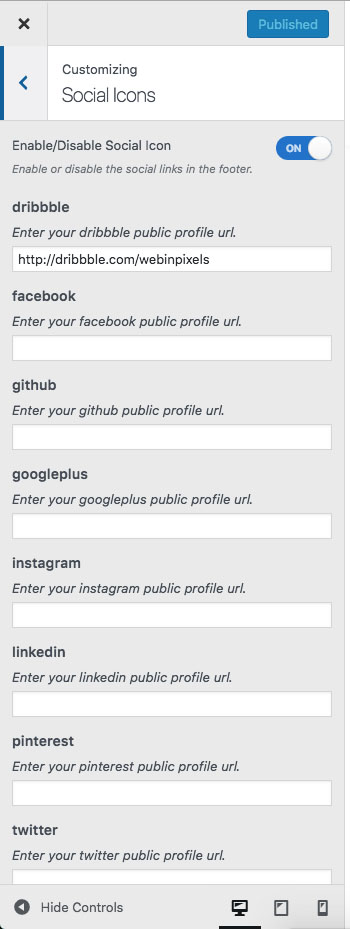 Published
Customizing
Social Icons
Enable/Disable Social Icon
ON
Enable or disable the social links in the footer.
dribbble
Enter your dribbble public profile url.
http://dribbble.com/webinpixels
facebook
Enter your facebook public profile url.
github
Enter your github public profile url.
googleplus
Enter your googleplus public profile url.
instagram
Enter your instagram public profile url.
linkedin
Enter your linkedin public profile url.
pinterest
Enter your pinterest public profile url.
twitter
Enter your twitter public profile url.
Hide Controls